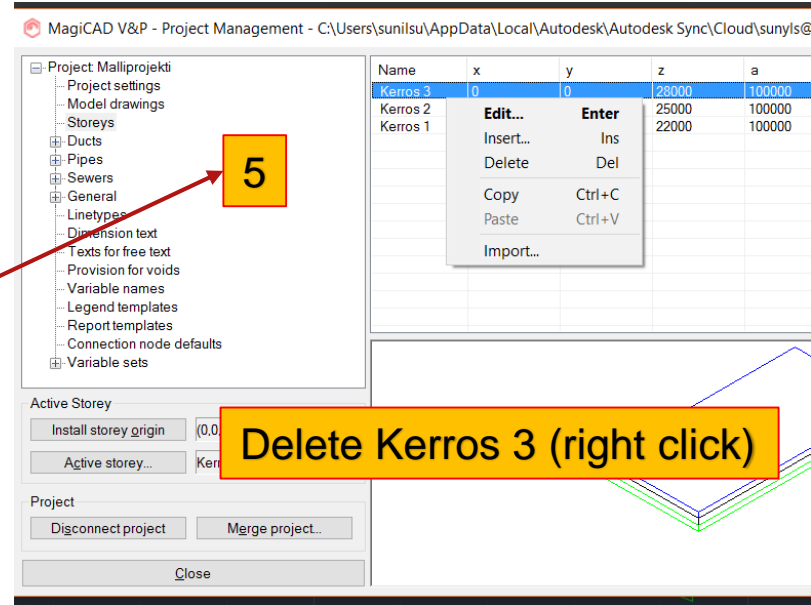 MagiCAD V&P - Project Management - C:\Users\sunilsu\AppData\Local\Autodesk\Autodesk Sync\Cloud\sunyls@
Project: Malliprojekti
Project settings
Model drawings
Storeys
Ducts
Pipes
Sewers
General
Linetypes
Dimension text
Texts for free text
Provision for voids
Variable names
Legend templates
Report templates
Connection node defaults
Variable sets
5
Name x y z a
Kerros 3 0 0 28000 100000
Kerros 2 25000 100000
Kerros 1 22000 100000
Edit... Enter
Insert... Ins
Delete Del
Copy Ctrl+C
Paste Ctrl+V
Import...
Active Storey
Install storey origin (0,0,
Active storey... Kerr
Delete Kerros 3 (right click)
Project
Disconnect project Merge project...
Close